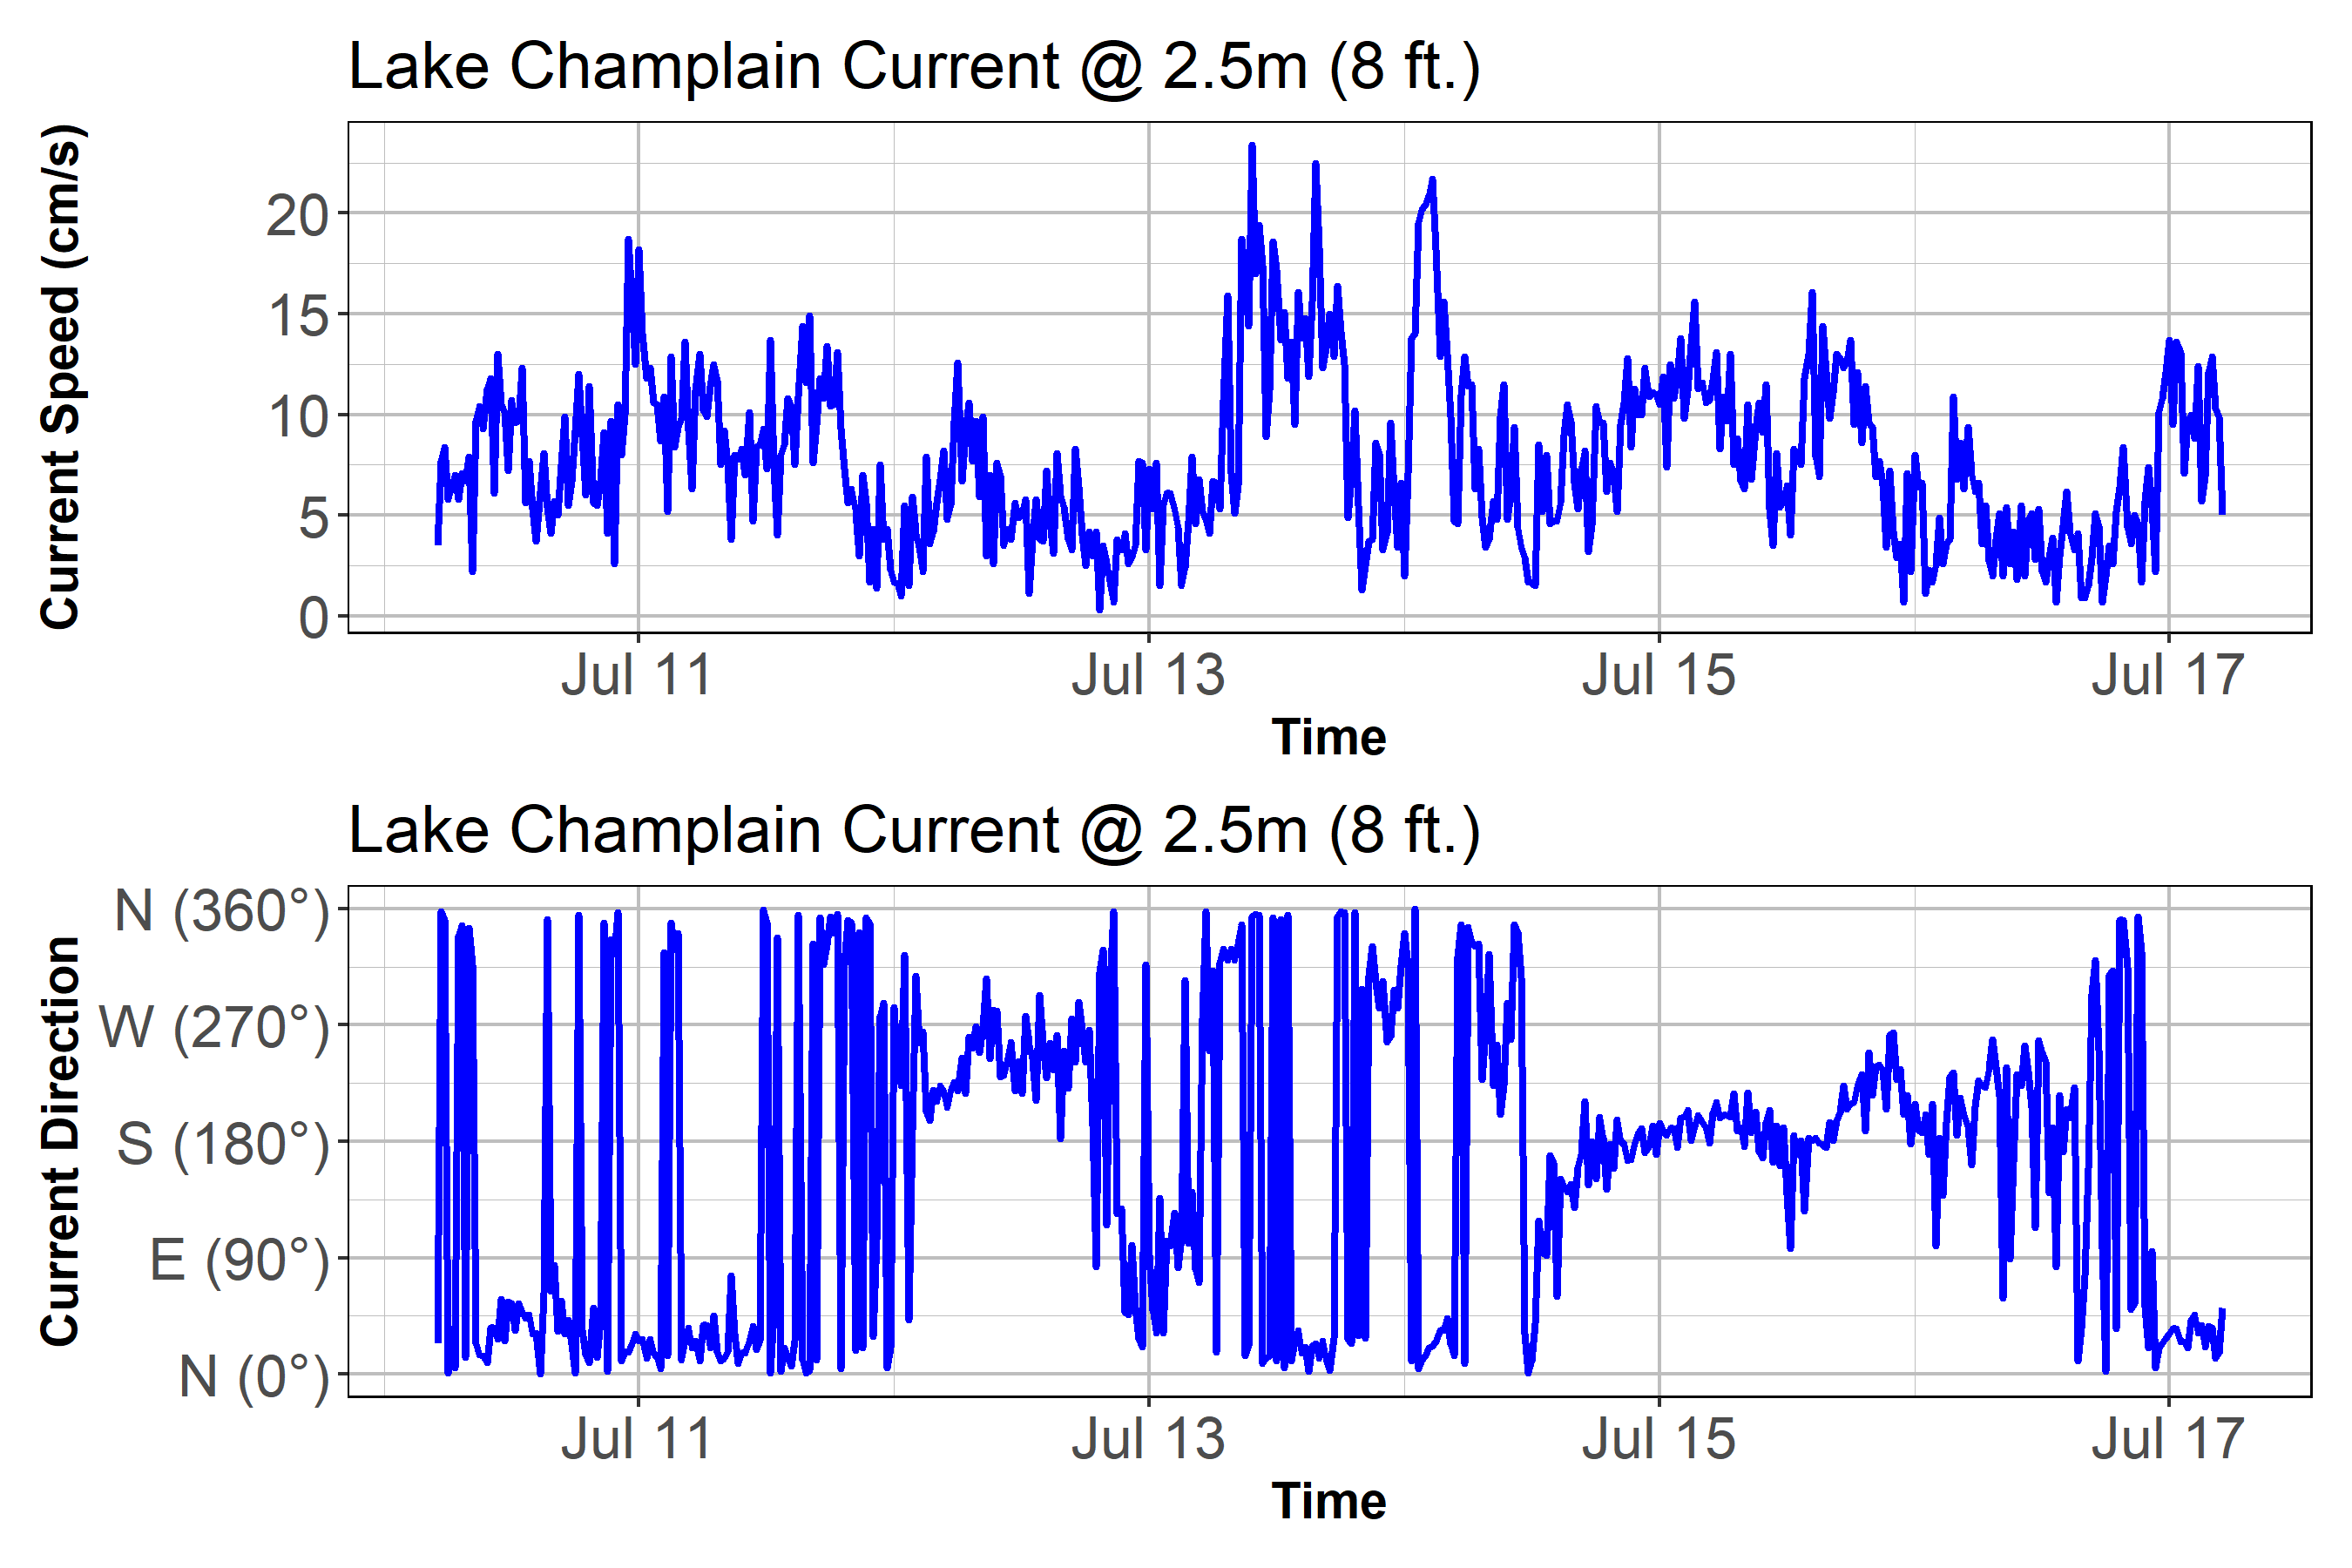 Lake Champlain Current @ 2.5m (8 ft.)
Current Speed (cm/s)
20
15
10
5
0
Jul 11 Jul 13 Jul 15 Jul 17
Time
Lake Champlain Current @ 2.5m (8 ft.)
Current Direction
N (360°)
W (270°)
S (180°)
E (90°)
N (0°)
Jul 11 Jul 13 Jul 15 Jul 17
Time